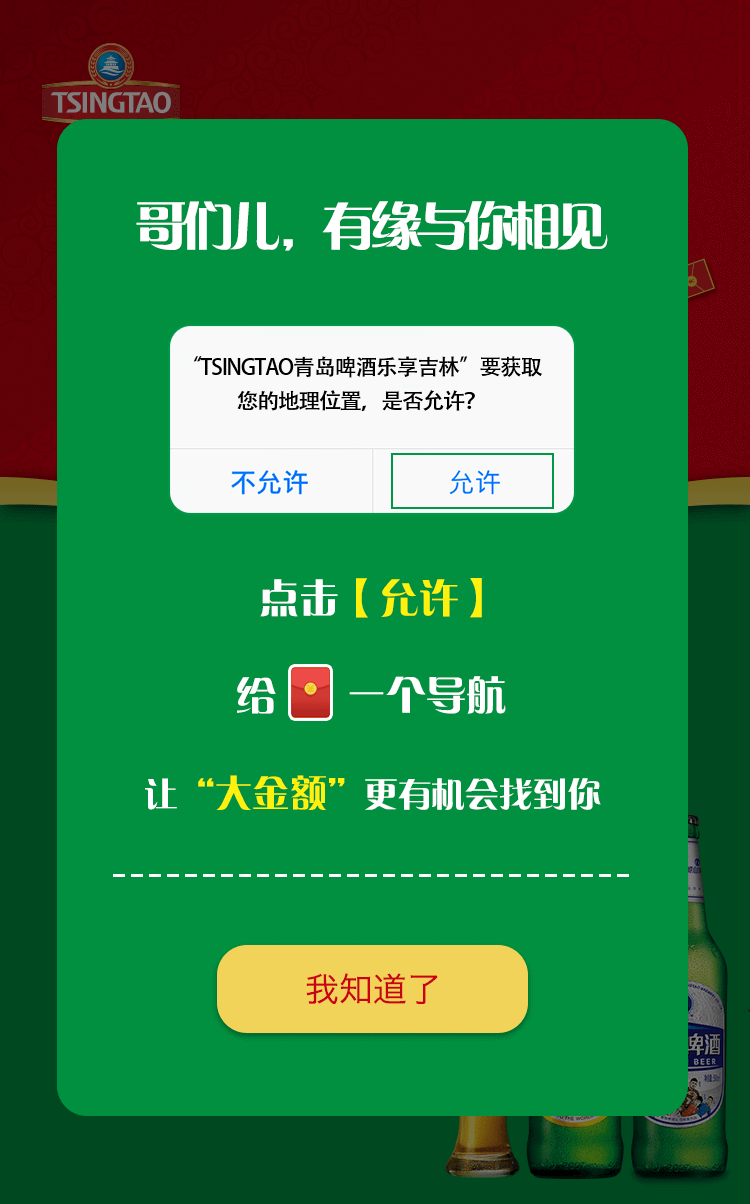 TSINGTAO
哥们儿，有缘与你相见
“TSINGTAO青岛啤酒乐享吉林”要获取
您的地理位置，是否允许？
不允许
允许
点击【允许】
给 一个导航
让“大金额”更有机会找到你
我知道了
啤酒
BEER